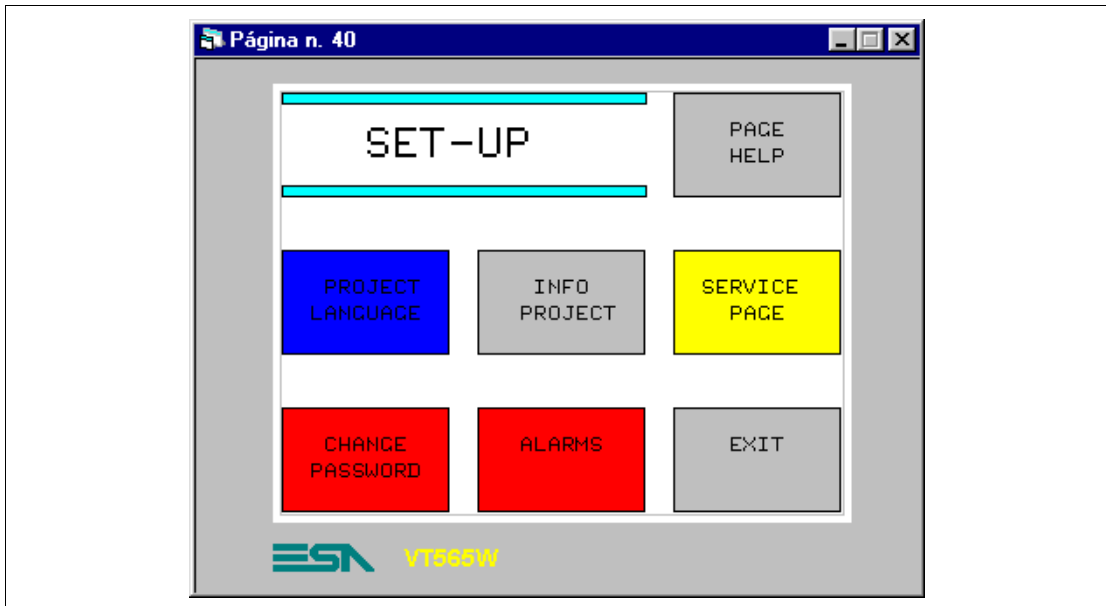 Página n. 40
SET-UP
PAGE
HELP
PROJECT
LANGUAGE
INFO
PROJECT
SERVICE
PAGE
CHANGE
PASSWORD
ALARMS
EXIT
ESA VT565W